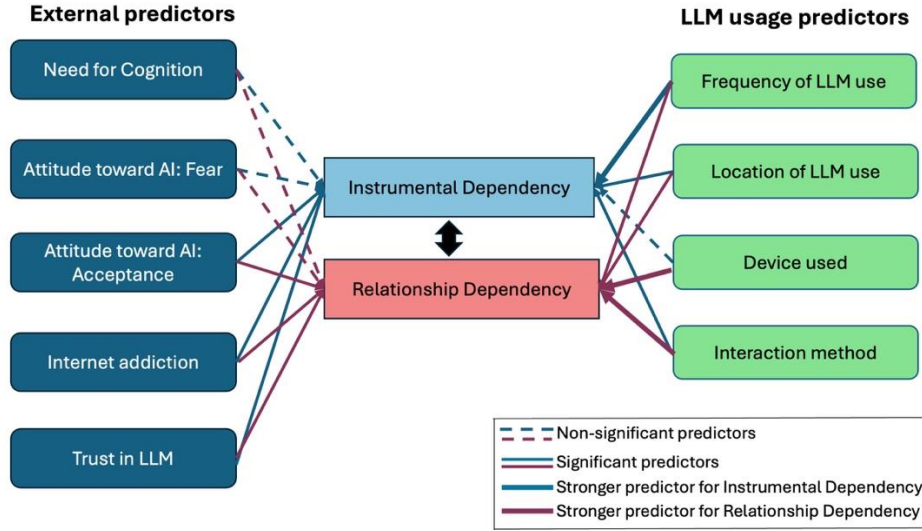 External predictors
LLM usage predictors
Need for Cognition
Attitude toward AI: Fear
Attitude toward AI:
Acceptance
Internet addiction
Trust in LLM
Instrumental Dependency
Relationship Dependency
Frequency of LLM use
Location of LLM use
Device used
Interaction method
Non-significant predictors
Significant predictors
Stronger predictor for Instrumental Dependency
Stronger predictor for Relationship Dependency